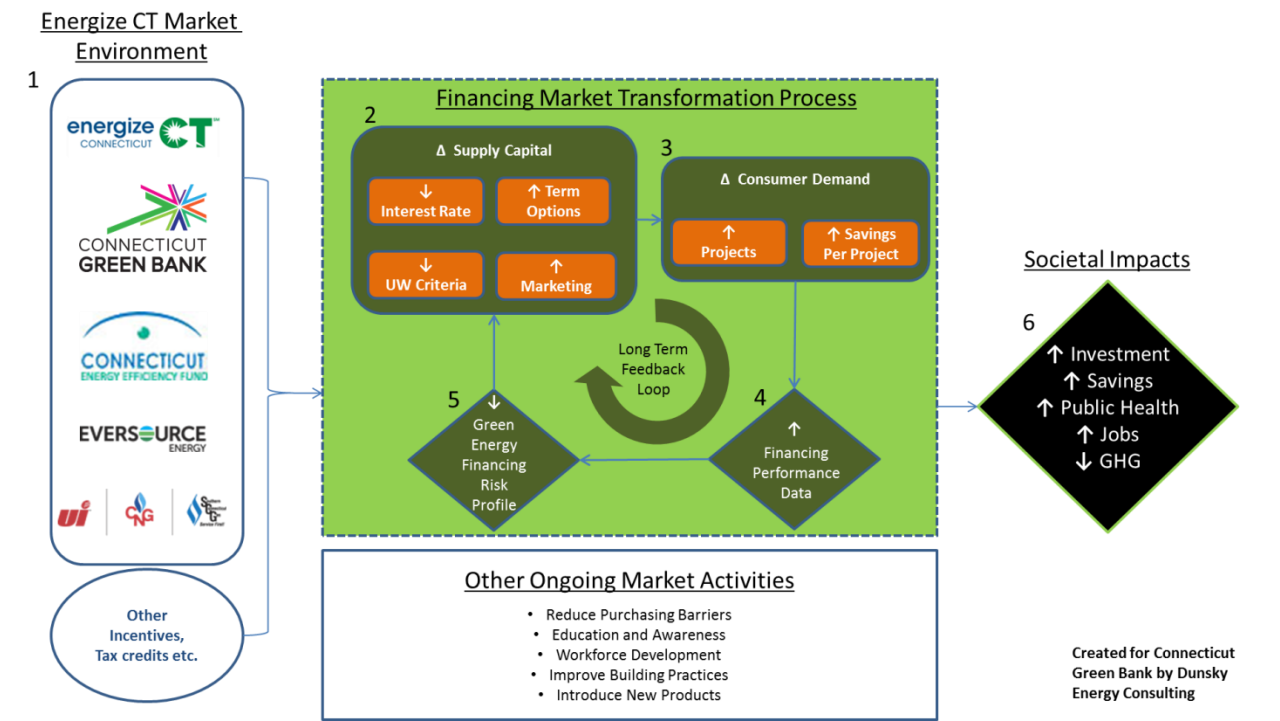 Energize CT Market
Environment
1
energize CT℠
CONNECTICUT
CONNECTICUT
GREEN BANK
CONNECTICUT
ENERGY EFFICIENCY FUND
EVERSOURCE
ENERGY
ui
CNG
Southern
Connecticut
Gas
Other
Incentives,
Tax credits etc.
Financing Market Transformation Process
2
Δ Supply Capital
↓
Interest Rate
↑ Term
Options
↓
UW Criteria
↑
Marketing
3
Δ Consumer Demand
↑
Projects
↑ Savings
Per Project
Long Term
Feedback
Loop
4
↑
Financing
Performance
Data
5
↓
Green
Energy
Financing
Risk
Profile
Other Ongoing Market Activities
• Reduce Purchasing Barriers
• Education and Awareness
• Workforce Development
• Improve Building Practices
• Introduce New Products
Societal Impacts
6
↑ Investment
↑ Savings
↑ Public Health
↑ Jobs
↓ GHG
Created for Connecticut
Green Bank by Dunsky
Energy Consulting